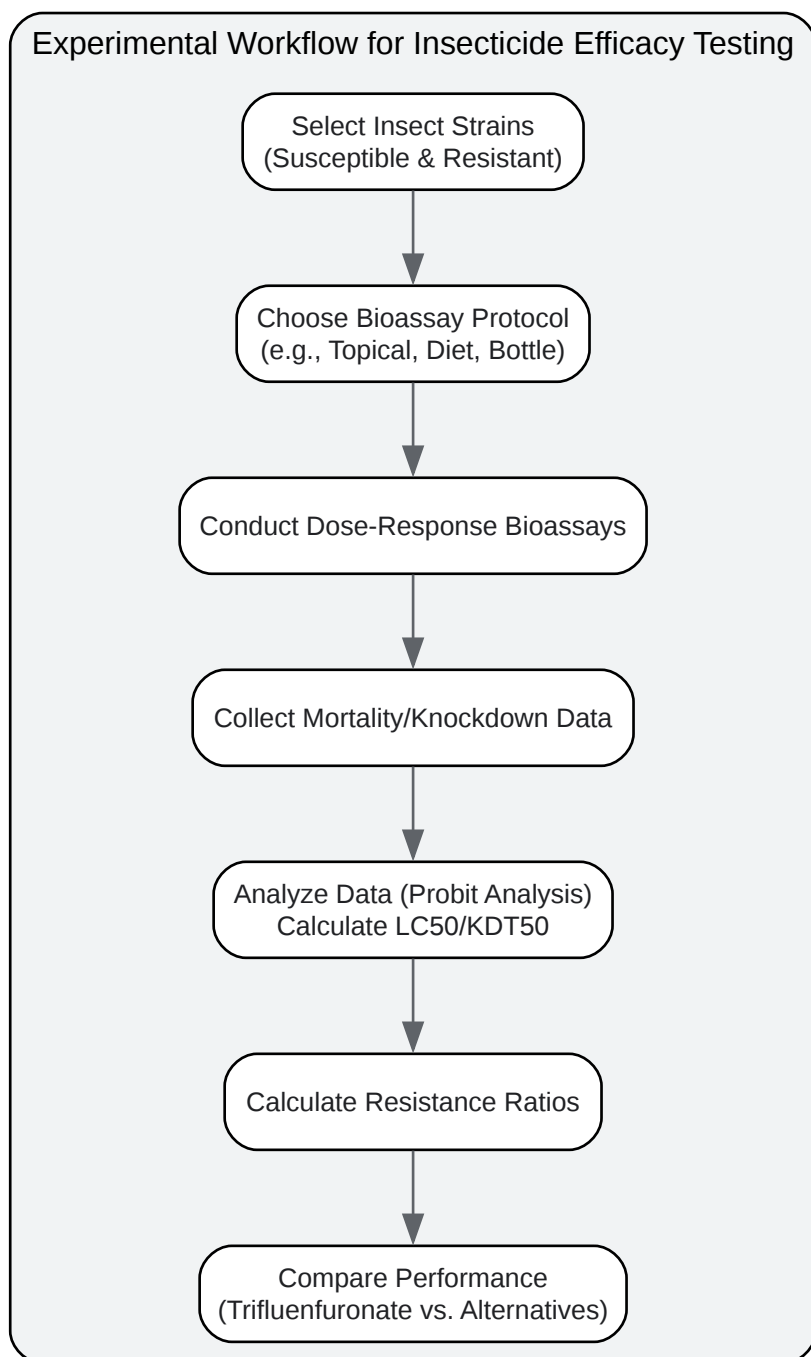 Experimental Workflow for Insecticide Efficacy Testing
Select Insect Strains
(Susceptible & Resistant)
Choose Bioassay Protocol
(e.g., Topical, Diet, Bottle)
Conduct Dose-Response Bioassays
Collect Mortality/Knockdown Data
Analyze Data (Probit Analysis)
Calculate LC50/KDT50
Calculate Resistance Ratios
Compare Performance
(Trifluenfuronate vs. Alternatives)